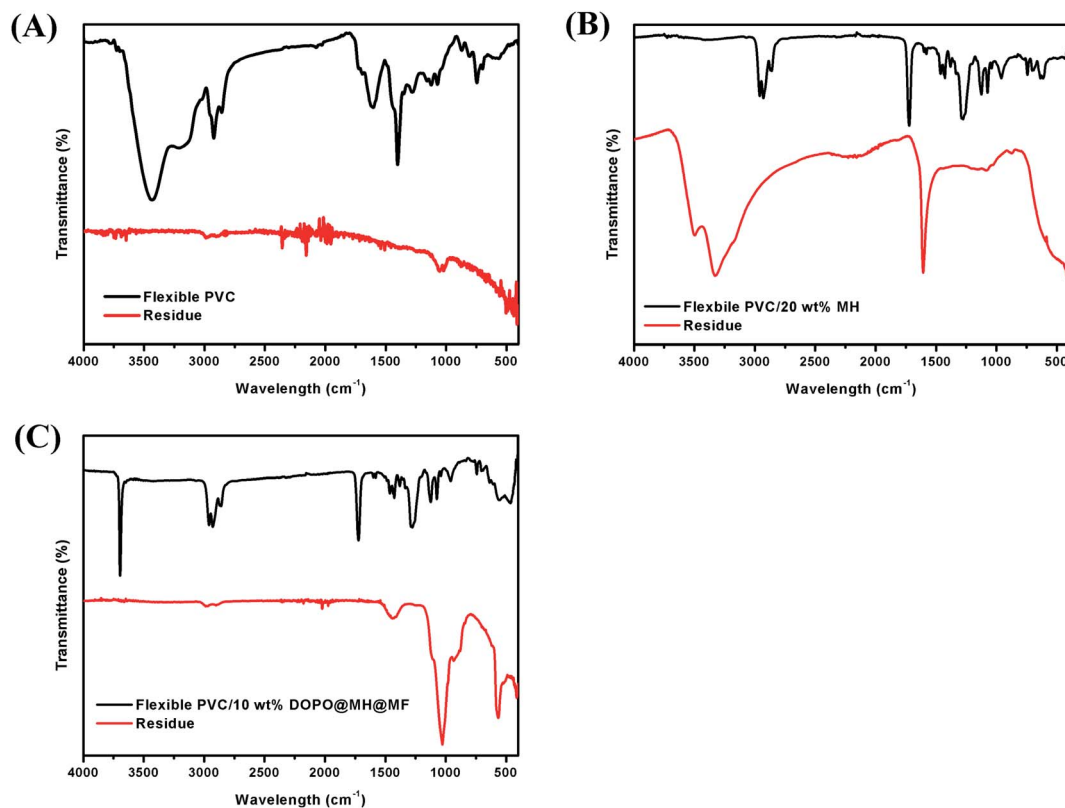 (A)
Transmittance (%)
Flexible PVC
Residue
4000 3500 3000 2500 2000 1500 1000 500
Wavelength (cm⁻¹)
(B)
Transmittance (%)
Flexbile PVC/20 wt% MH
Residue
4000 3500 3000 2500 2000 1500 1000 500
Wavelength (cm⁻¹)
(C)
Transmittance (%)
Flexible PVC/10 wt% DOPO@MH@MF
Residue
4000 3500 3000 2500 2000 1500 1000 500
Wavelength (cm⁻¹)